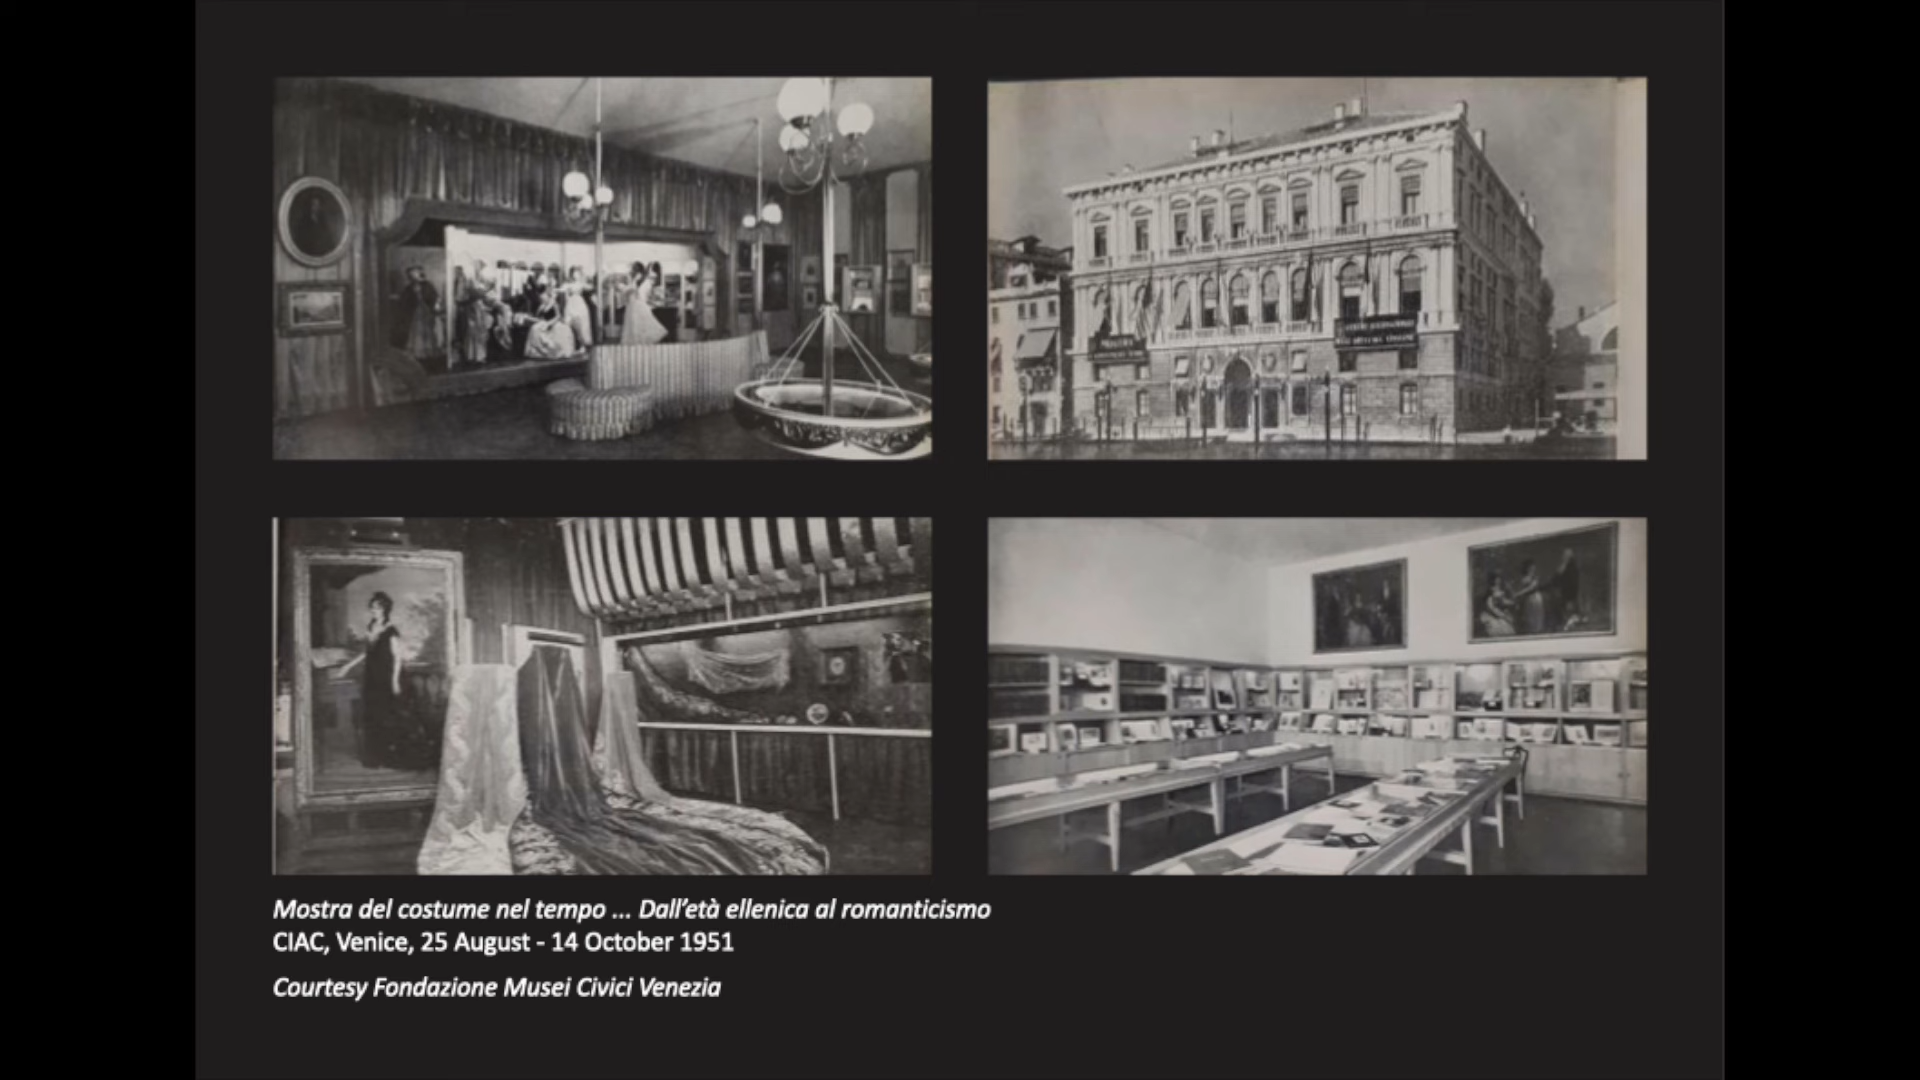 MOSTRA
Mostra del costume nel tempo ... Dall'età ellenica al romanticismo
CIAC, Venice, 25 August - 14 October 1951
Courtesy Fondazione Musei Civici Venezia